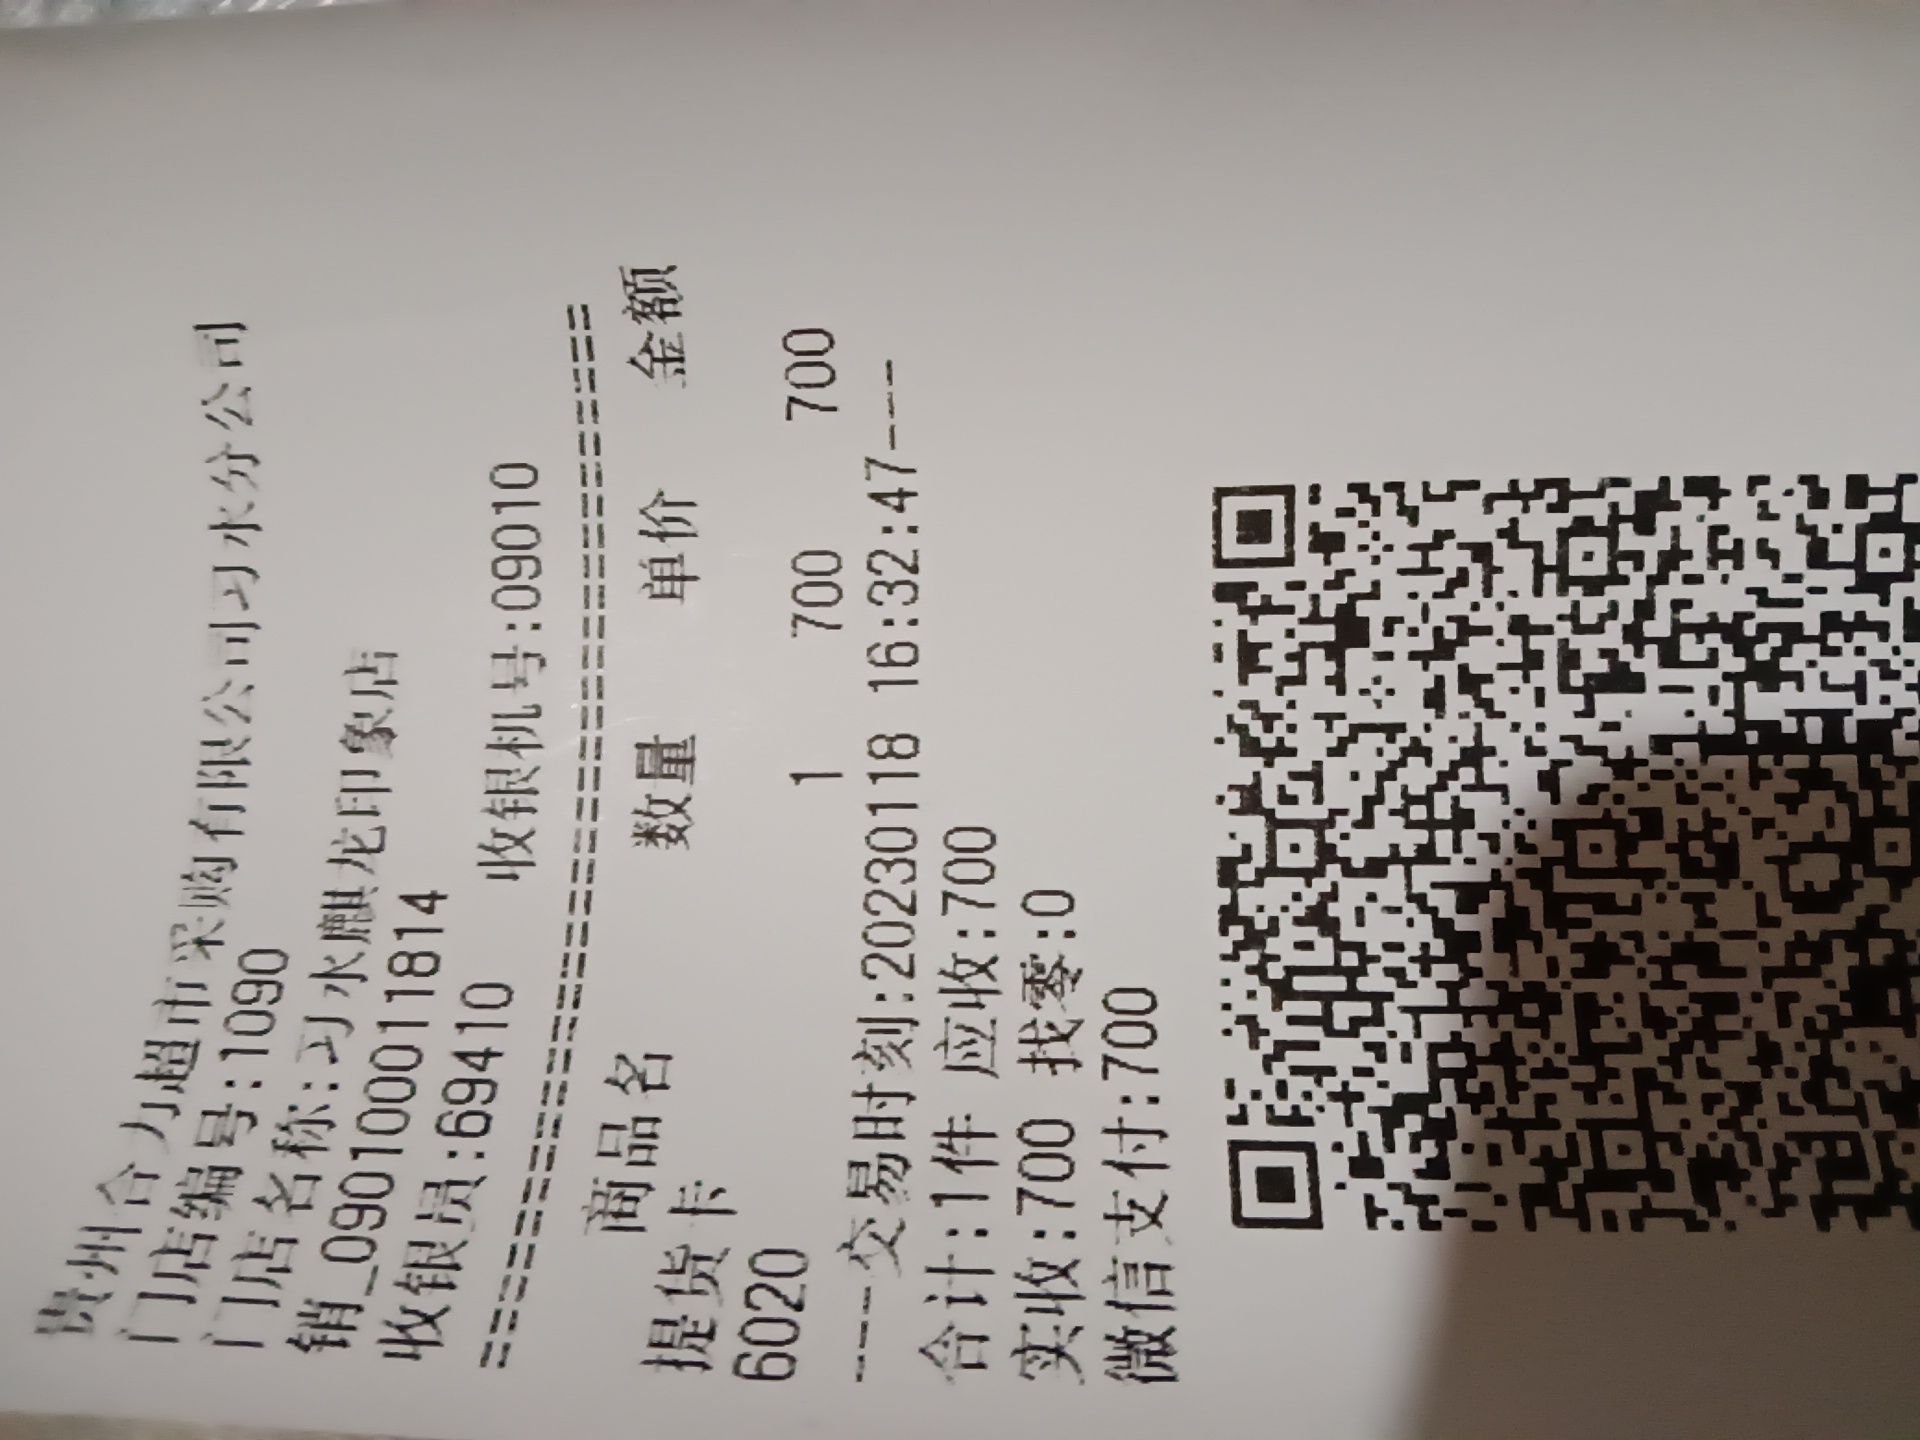 贵州合力超市采购有限公司习水分公司
门店编号:1090
门店名称:习水麒龙印象店
销_090100011814
收银员:69410 收银机号:09010
==========================================
商品名 数量 单价 金额
提货卡
6020 1 700 700
----交易时刻:20230118 16:32:47----
合计:1件 应收:700
实收:700 找零:0
微信支付:700